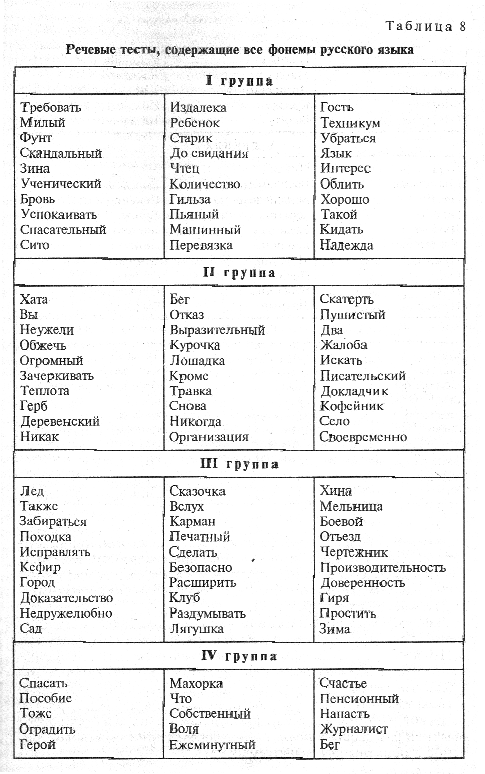 Таблица 8
Речевые тесты, содержащие все фонемы русского языка
I группа
Требовать Издалека Гость
Милый Ребенок Техникум
Фунт Старик Убраться
Скандальный До свидания Язык
Зина Чтец Интерес
Ученический Количество Облить
Бровь Гильза Хорошо
Успокаивать Пьяный Такой
Спасательный Машинный Кидать
Сито Перевязка Надежда
II группа
Хата Бег Скатерть
Вы Отказ Пушистый
Неужели Выразительный Два
Обжечь Курочка Жалоба
Огромный Лошадка Искать
Зачеркивать Кроме Писательский
Теплота Травка Докладчик
Герб Снова Кофейник
Деревенский Никогда Село
Никак Организация Своевременно
III группа
Лед Сказочка Хина
Также Вслух Мельница
Забираться Карман Боевой
Походка Печатный Отъезд
Исправлять Сделать Чертежник
Кефир Безопасно Производительность
Город Расширить Доверенность
Доказательство Клуб Гиря
Недружелюбно Раздумывать Простить
Сад Лягушка Зима
IV группа
Спасать Махорка Счастье
Пособие Что Пенсионный
Тоже Собственный Напасть
Оградить Воля Журналист
Герой Ежеминутный Бег